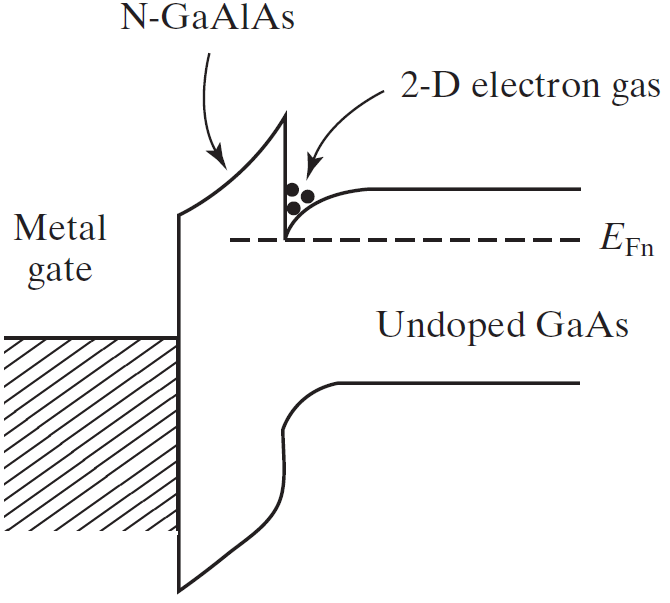 N-GaAlAs
2-D electron gas
Metal
gate
E_Fn
Undoped GaAs